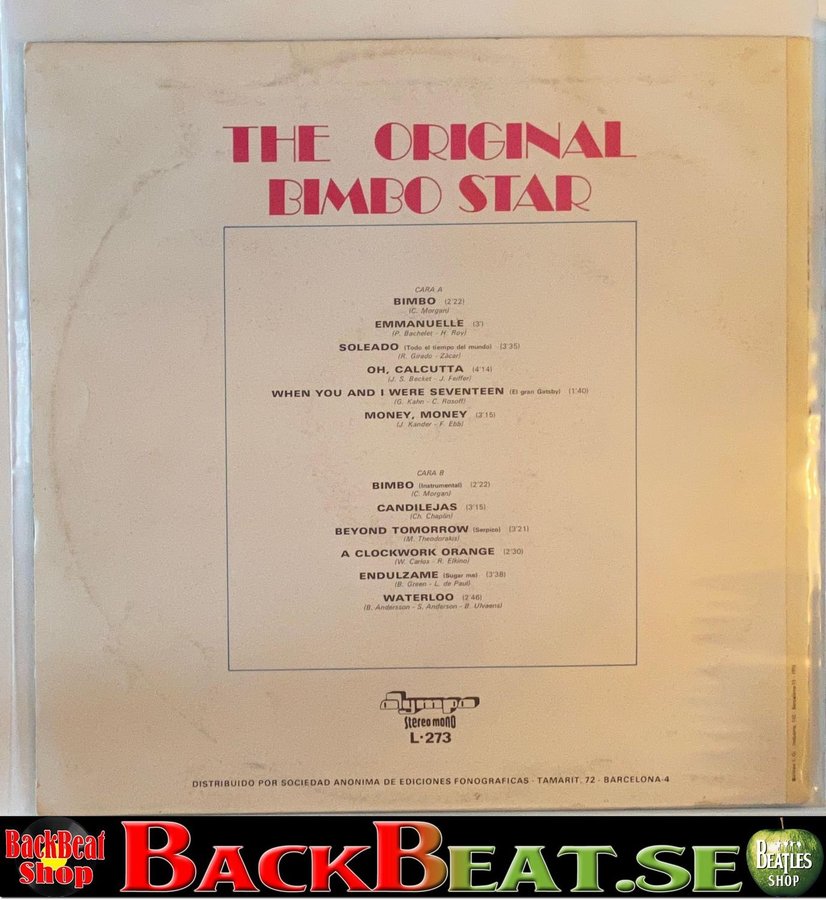 THE ORIGINAL
BIMBO STAR
CARA A
BIMBO (2'22)
(C. Morgan)
EMMANUELLE (3')
(P. Bachelet - H. Roy)
SOLEADO (Todo el tiempo del mundo) (3'35)
(R. Girado - Zácar)
OH, CALCUTTA (4'14)
(J. S. Becket - J. Feiffer)
WHEN YOU AND I WERE SEVENTEEN (El gran Gatsby) (1:40)
(G. Kahn - C. Rosoff)
MONEY, MONEY (3'15)
(J. Kander - F. Ebb)
CARA B
BIMBO (Instrumental) (2'22)
(C. Morgan)
CANDILEJAS (3'15)
(Ch. Chaplin)
BEYOND TOMORROW (Serpico) (3'21)
(M. Theodorakis)
A CLOCKWORK ORANGE (2'30)
(W. Carlos - R. Elkino)
ENDULZAME (Sugar me) (3'38)
(B. Green - L. de Paul)
WATERLOO (2'46)
(B. Andersson - S. Anderson - B. Ulvaens)
Olympo
Stereo mono
L-273
DISTRIBUIDO POR SOCIEDAD ANONIMA DE EDICIONES FONOGRAFICAS - TAMARIT, 72 - BARCELONA-4
BackBeat
Shop
BACKBEAT.SE
BEATLES
SHOP